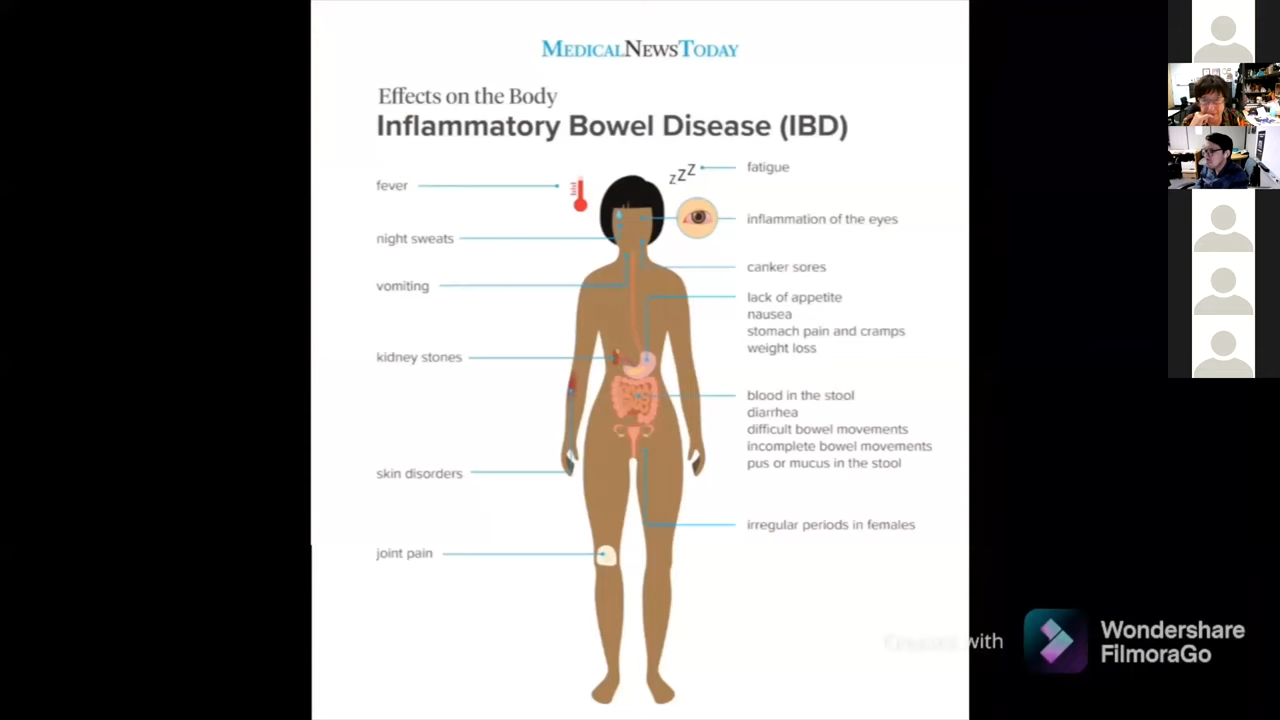 MEDICALNEWSTODAY
Effects on the Body
Inflammatory Bowel Disease (IBD)
fever
night sweats
vomiting
kidney stones
skin disorders
joint pain
zzZ
fatigue
inflammation of the eyes
canker sores
lack of appetite
nausea
stomach pain and cramps
weight loss
blood in the stool
diarrhea
difficult bowel movements
incomplete bowel movements
pus or mucus in the stool
irregular periods in females
Created with
Wondershare
FilmoraGo